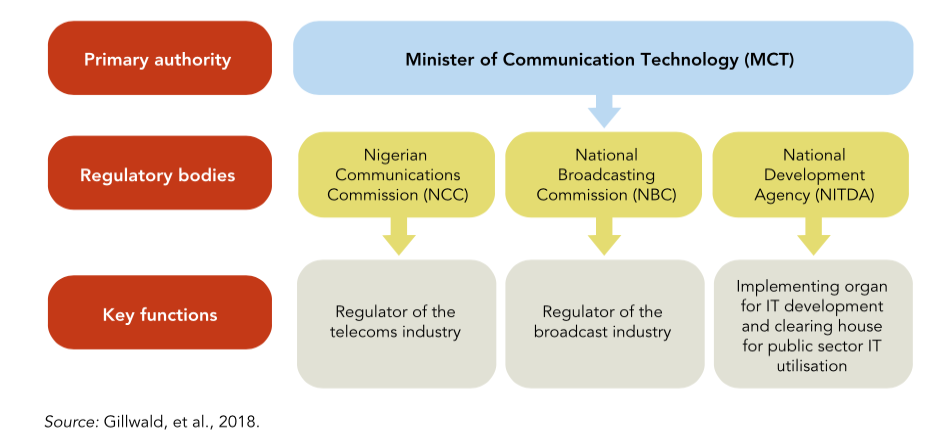 Primary authority
Minister of Communication Technology (MCT)
Regulatory bodies
Nigerian
Communications
Commission (NCC)
National
Broadcasting
Commission (NBC)
National
Development
Agency (NITDA)
Key functions
Regulator of the
telecoms industry
Regulator of the
broadcast industry
Implementing organ
for IT development
and clearing house
for public sector IT
utilisation
Source: Gillwald, et al., 2018.